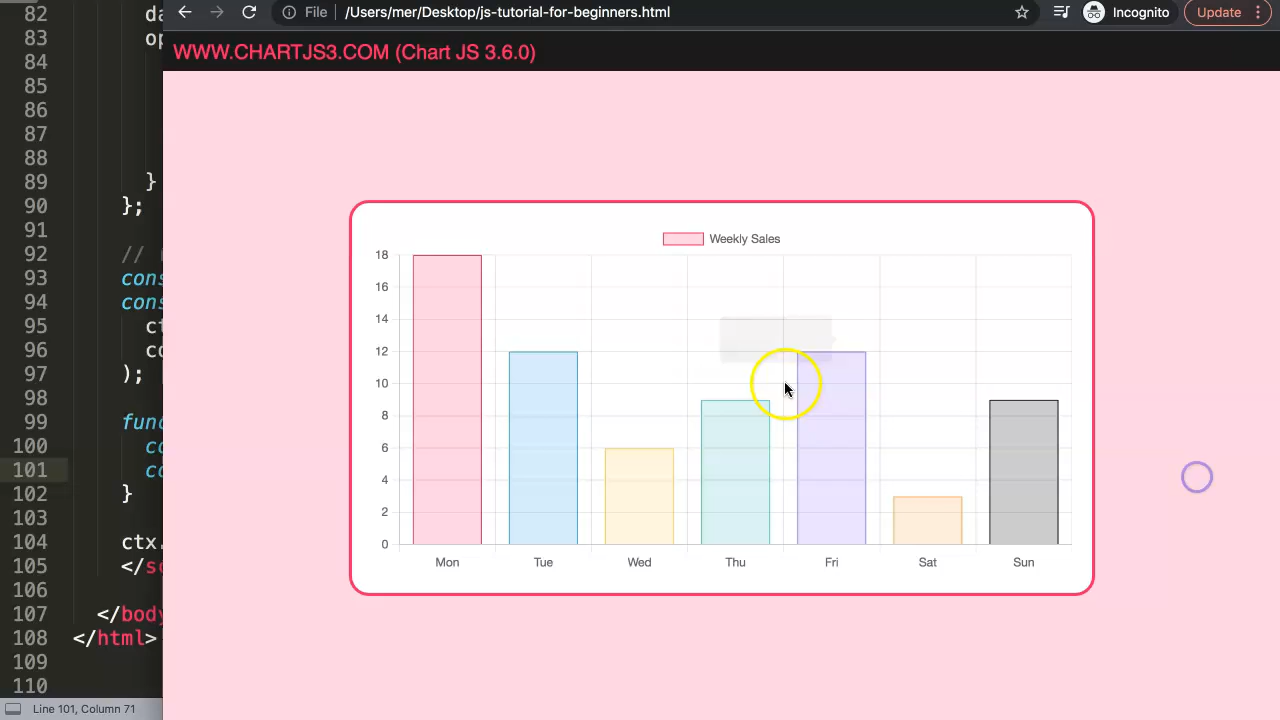 File /Users/mer/Desktop/js-tutorial-for-beginners.html Incognito Update
WWW.CHARTJS3.COM (Chart JS 3.6.0)
Weekly Sales
18
16
14
12
10
8
6
4
2
0
Mon Tue Wed Thu Fri Sat Sun
82 da
83 op
84
85
86
87
88
89 }
90 };
91
92 //
93 cons
94 cons
95 ct
96 co
97 );
98
99 func
100 co
101 co
102 }
103
104 ctx.
105 </sc
106
107 </body
108 </html>
109
110
Line 101, Column 71